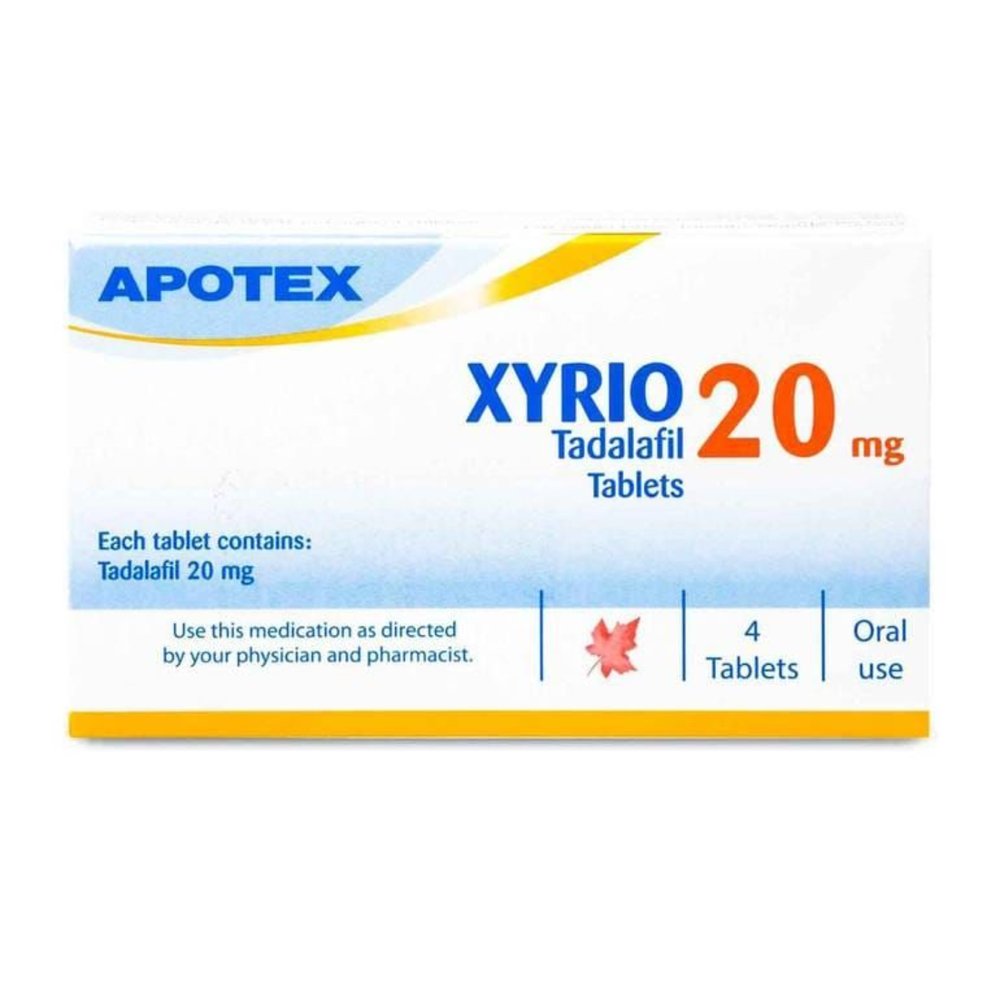 APOTEX
XYRIO 20 mg
Tadalafil
Tablets
Each tablet contains:
Tadalafil 20 mg
Use this medication as directed
by your physician and pharmacist.
4
Tablets
Oral
use